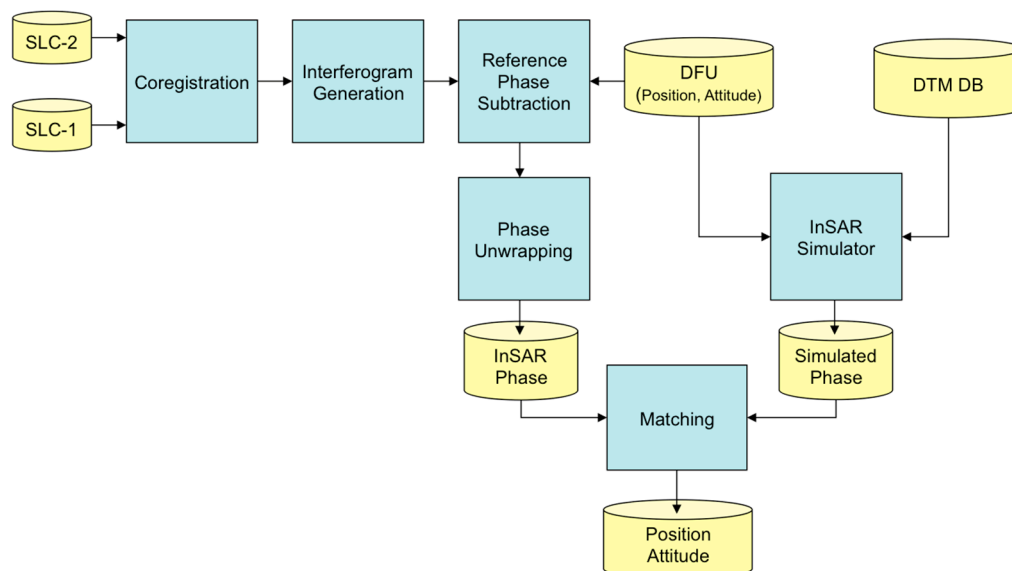 SLC-2
SLC-1
Coregistration
Interferogram
Generation
Reference
Phase
Subtraction
DFU
(Position, Attitude)
DTM DB
Phase
Unwrapping
InSAR
Simulator
InSAR
Phase
Simulated
Phase
Matching
Position
Attitude